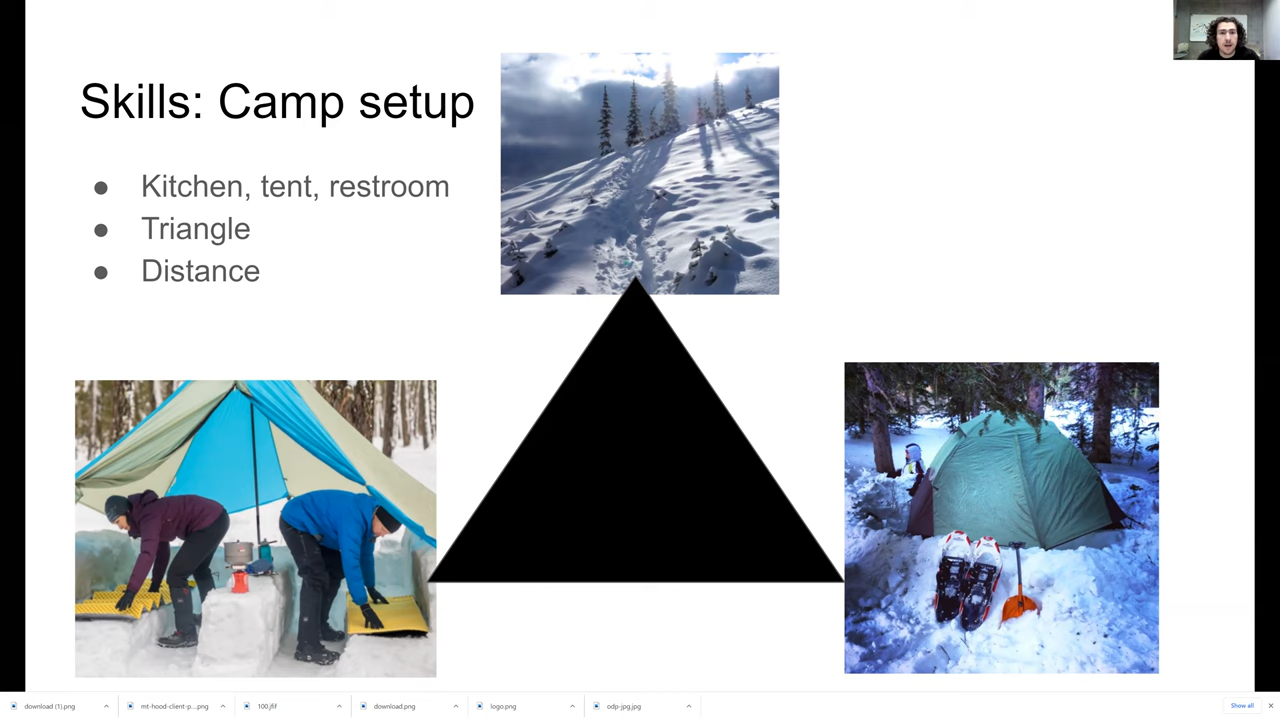 Skills: Camp setup
● Kitchen, tent, restroom
● Triangle
● Distance
download (1).png
mt-hood-client-p....png
100.jfif
download.png
logo.png
odp-jpg.jpg
Show all